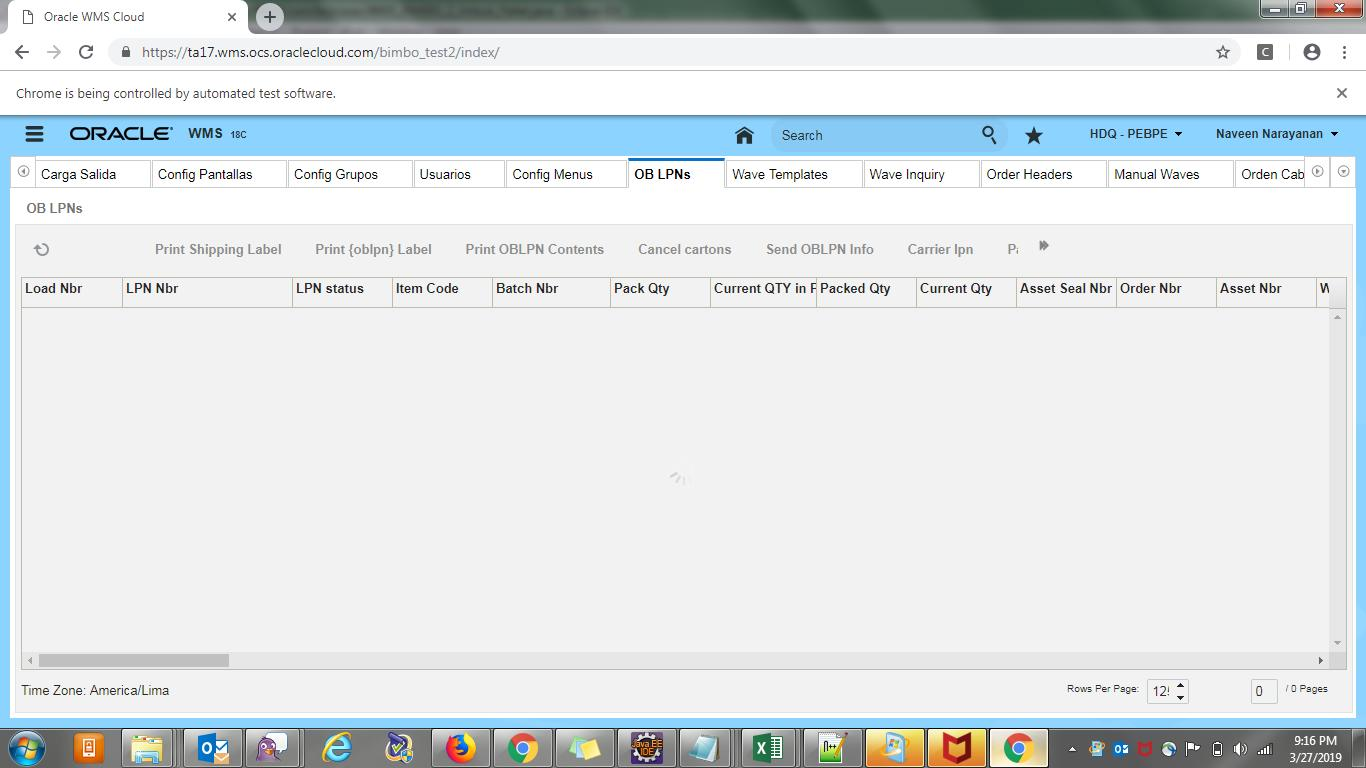 Oracle WMS Cloud
https://ta17.wms.ocs.oraclecloud.com/bimbo_test2/index/
C
Chrome is being controlled by automated test software.
ORACLE WMS 18C Search HDQ - PEBPE Naveen Narayanan
Carga Salida Config Pantallas Config Grupos Usuarios Config Menus OB LPNs Wave Templates Wave Inquiry Order Headers Manual Waves Orden Cab
OB LPNs
Print Shipping Label Print {oblpn} Label Print OBLPN Contents Cancel cartons Send OBLPN Info Carrier lpn
Load Nbr LPN Nbr LPN status Item Code Batch Nbr Pack Qty Current QTY in Packed Qty Current Qty Asset Seal Nbr Order Nbr Asset Nbr
Time Zone: America/Lima Rows Per Page: 0 / 0 Pages
Java EE
IDE
9:16 PM
3/27/2019